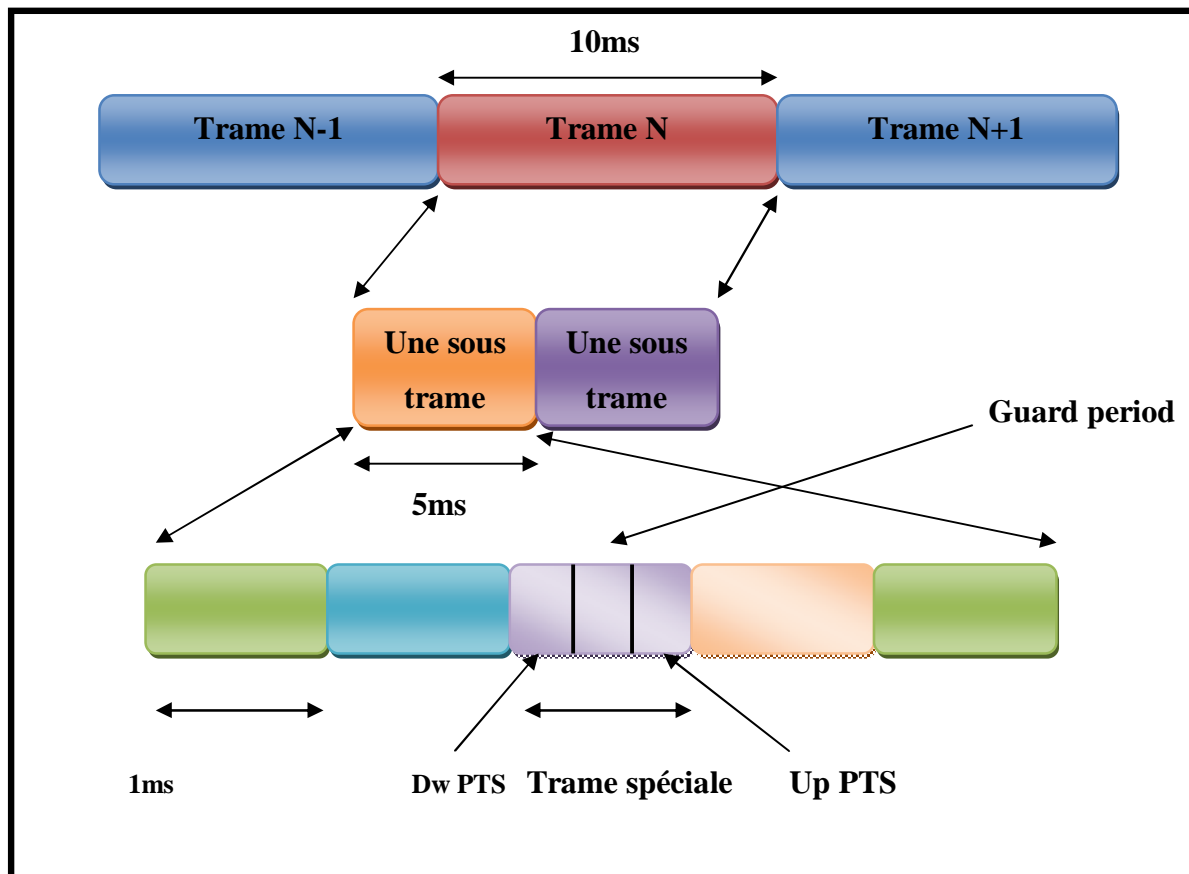 10ms
Trame N-1
Trame N
Trame N+1
Une sous
trame
Une sous
trame
Guard period
5ms
1ms
Dw PTS
Trame spéciale
Up PTS